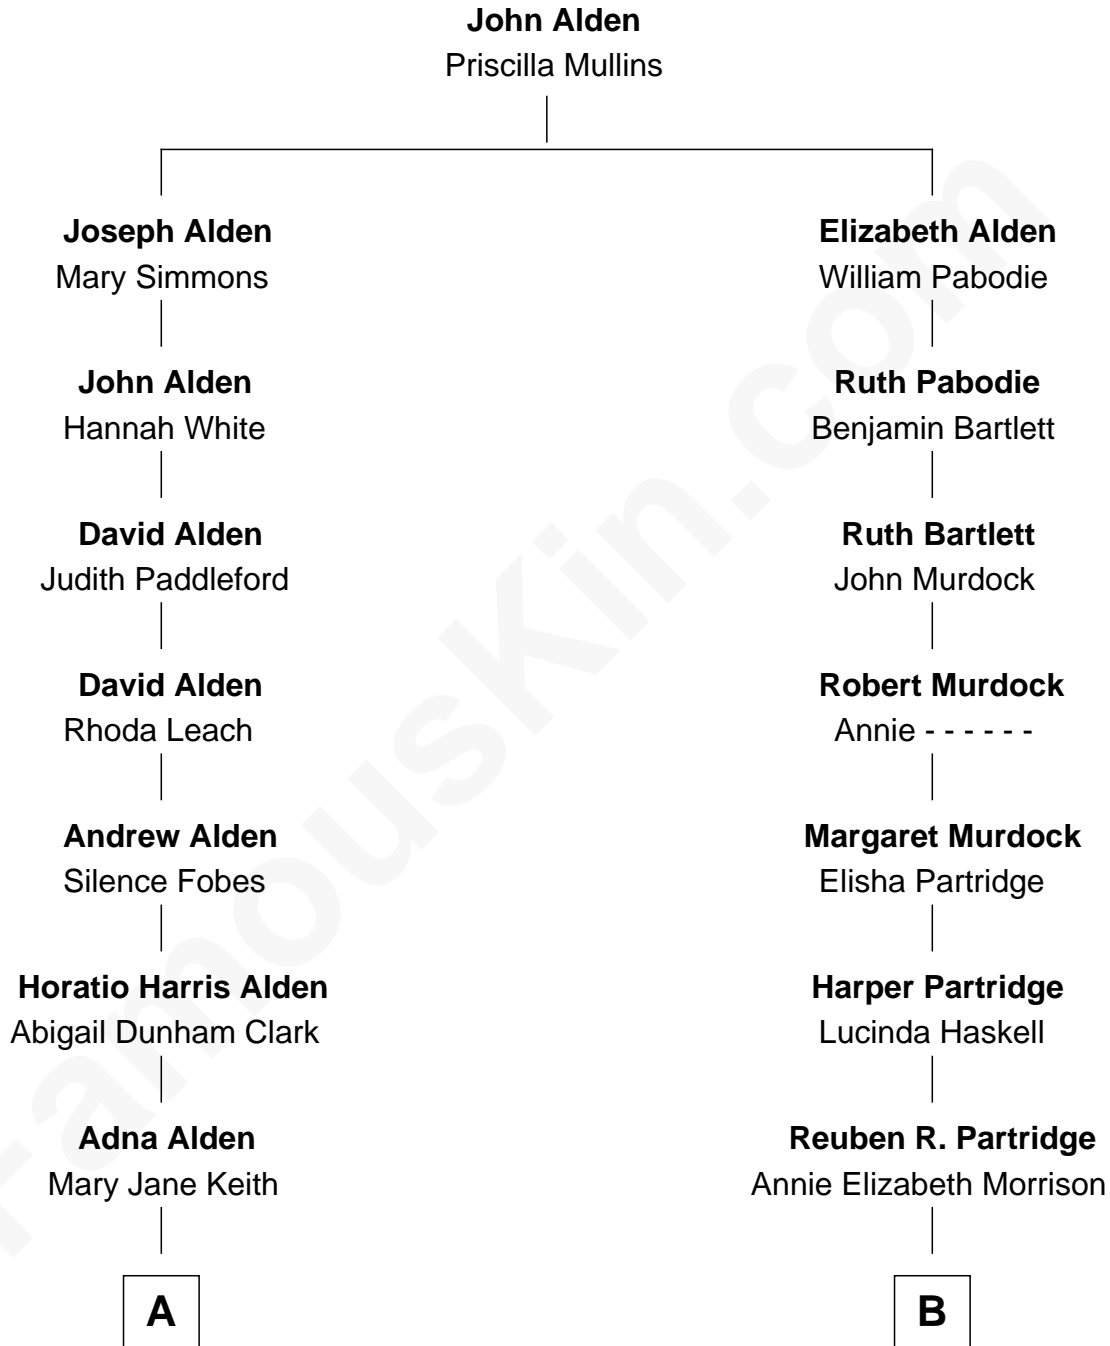 John Alden
Priscilla Mullins
Joseph Alden
Mary Simmons
John Alden
Hannah White
David Alden
Judith Paddleford
David Alden
Rhoda Leach
Andrew Alden
Silence Fobes
Horatio Harris Alden
Abigail Dunham Clark
Adna Alden
Mary Jane Keith
A
Elizabeth Alden
William Pabodie
Ruth Pabodie
Benjamin Bartlett
Ruth Bartlett
John Murdock
Robert Murdock
Annie - - - - - -
Margaret Murdock
Elisha Partridge
Harper Partridge
Lucinda Haskell
Reuben R. Partridge
Annie Elizabeth Morrison
B
FamousKin.com